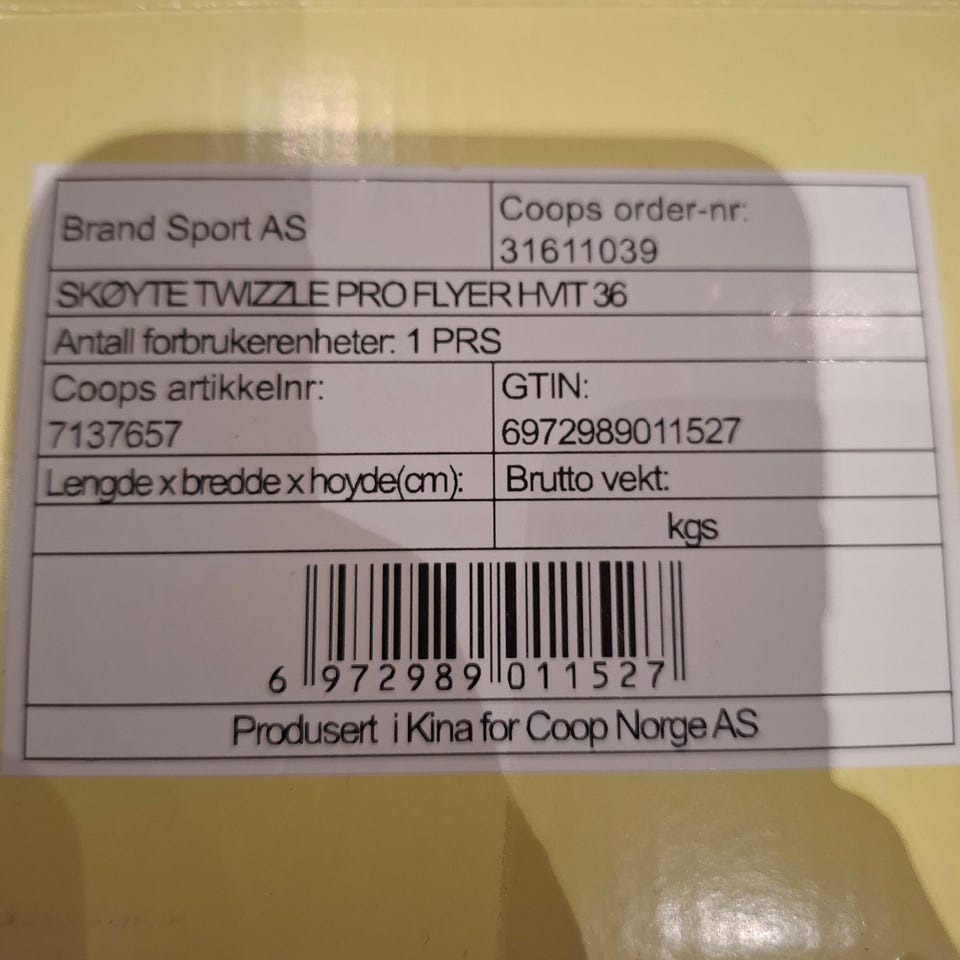 Brand Sport AS
Coops order-nr:
31611039
SKØYTE TWIZZLE PRO FLYER HVIT 36
Antall forbrukerenheter: 1 PRS
Coops artikkelnr:
7137657
GTIN:
6972989011527
Lengde x bredde x hoyde(cm):
Brutto vekt:
kgs
6 972989 011527
Produsert i Kina for Coop Norge AS